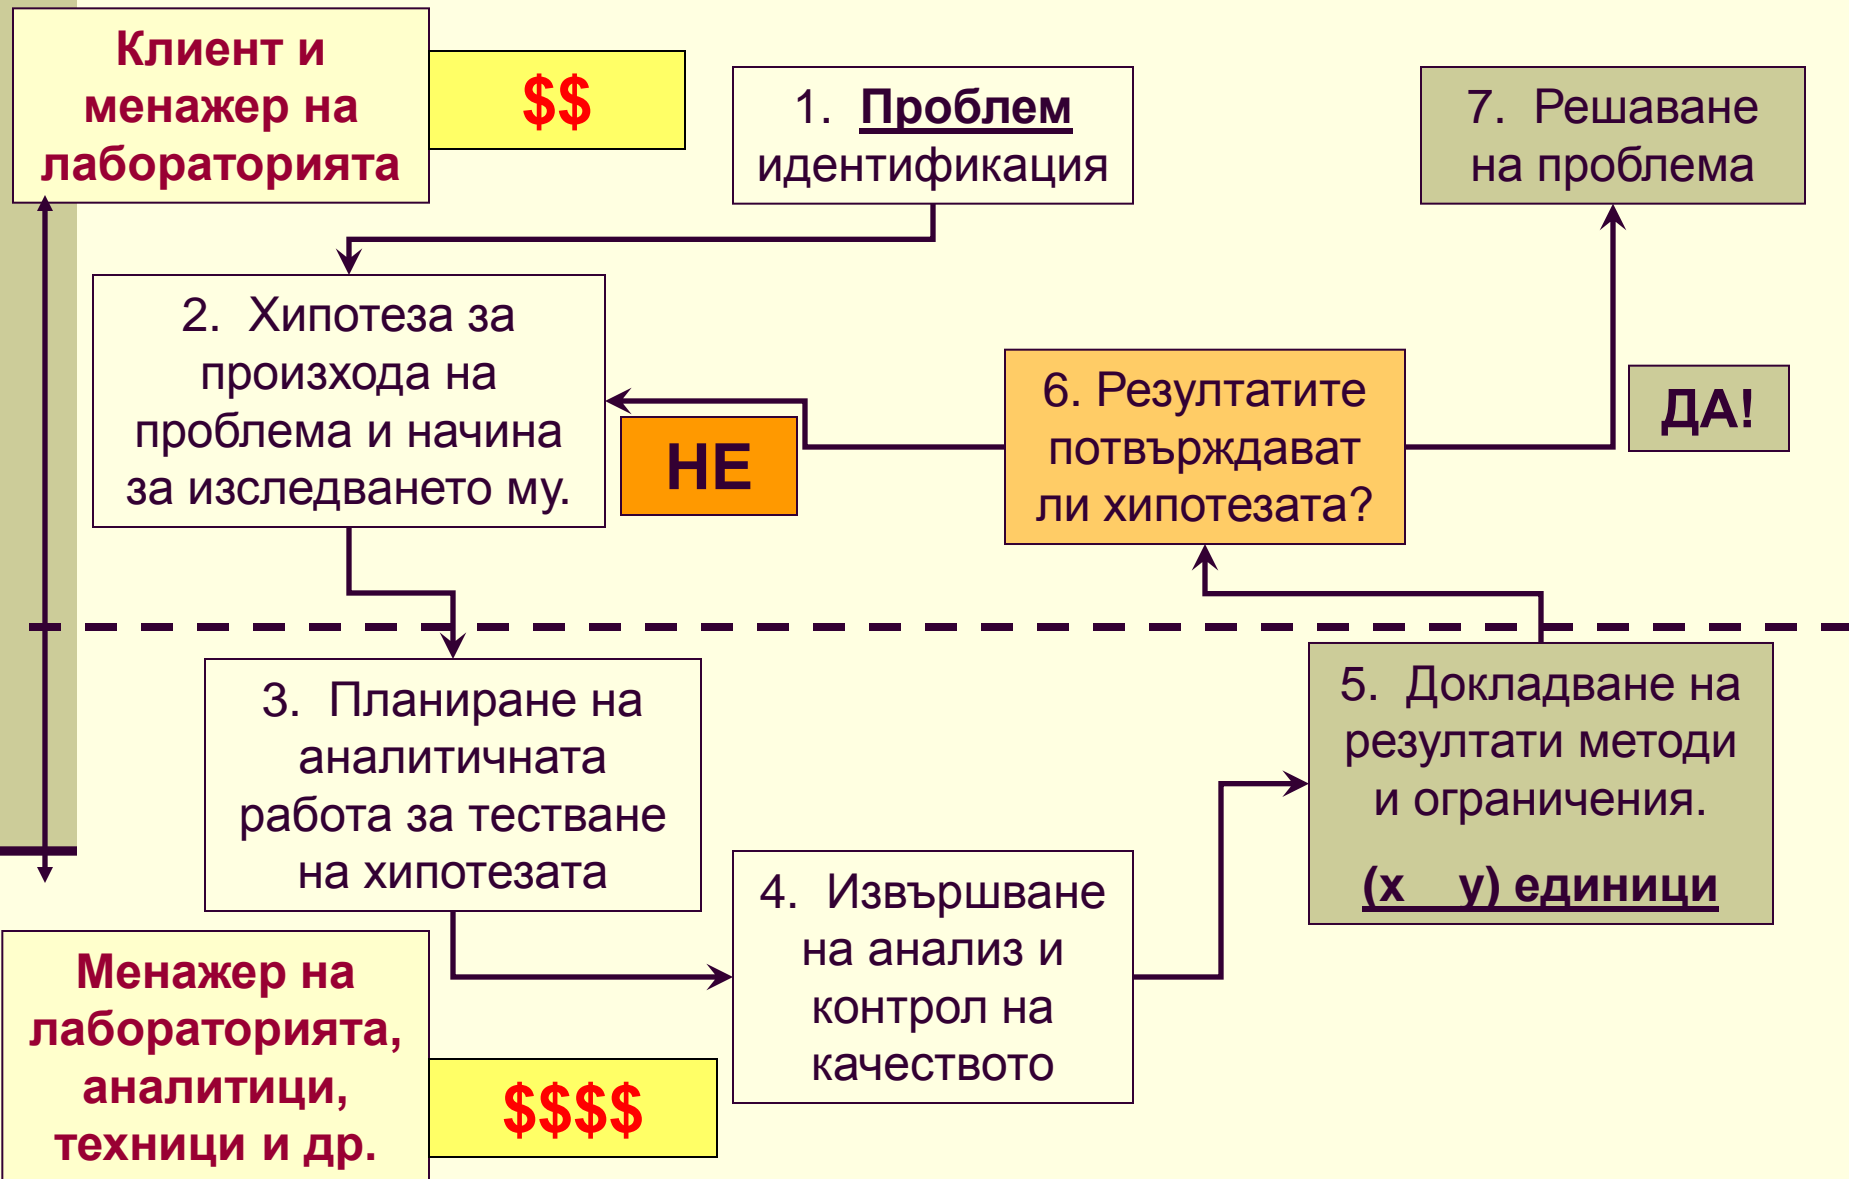 Клиент и
менажер на
лабораторията
$$
1. Проблем
идентификация
7. Решаване
на проблема
2. Хипотеза за
произхода на
проблема и начина
за изследването му.
НЕ
6. Резултатите
потвърждават
ли хипотезата?
ДА!
3. Планиране на
аналитичната
работа за тестване
на хипотезата
4. Извършване
на анализ и
контрол на
качеството
5. Докладване на
резултати методи
и ограничения.
(x y) единици
Менажер на
лабораторията,
аналитици,
техници и др.
$$$$